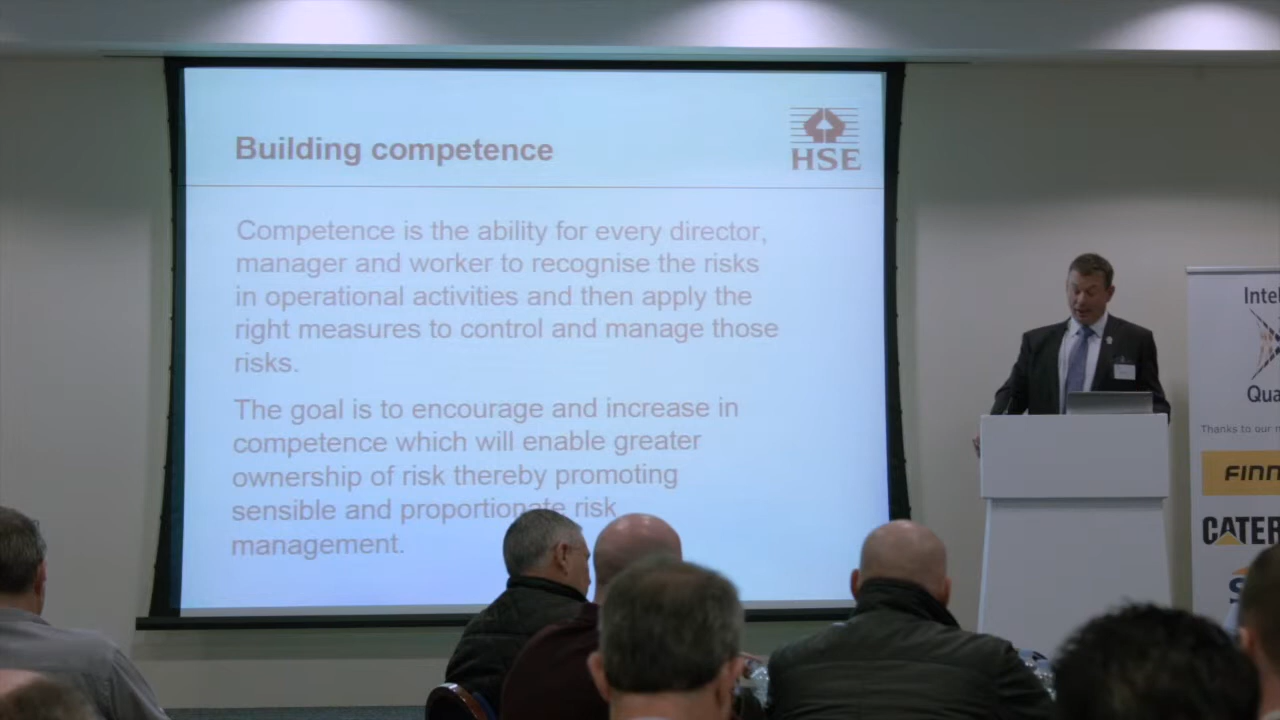 Building competence
HSE
Competence is the ability for every director,
manager and worker to recognise the risks
in operational activities and then apply the
right measures to control and manage those
risks.
The goal is to encourage and increase in
competence which will enable greater
ownership of risk thereby promoting
sensible and proportionate risk
management.
Intel
Qua
Thanks to our
FINN
CATER